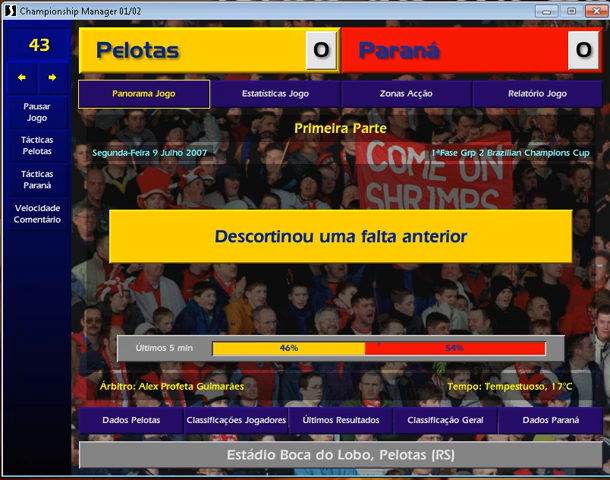 Championship Manager 01/02
43
Pelotas 0 Paraná 0
Panorama Jogo Estatísticas Jogo Zonas Acção Relatório Jogo
Pausar
Jogo
Tácticas
Pelotas
Tácticas
Paraná
Velocidade
Comentário
Primeira Parte
Segunda-Feira 9 Julho 2007 1ªFase Grp 2 Brazilian Champions Cup
COME ON
SHRIMPS
Descortinou uma falta anterior
Últimos 5 min 46% 54%
Árbitro: Alex Profeta Guimarães Tempo: Tempestuoso, 17°C
Dados Pelotas Classificações Jogadores Últimos Resultados Classificação Geral Dados Paraná
Estádio Boca do Lobo, Pelotas (RS)